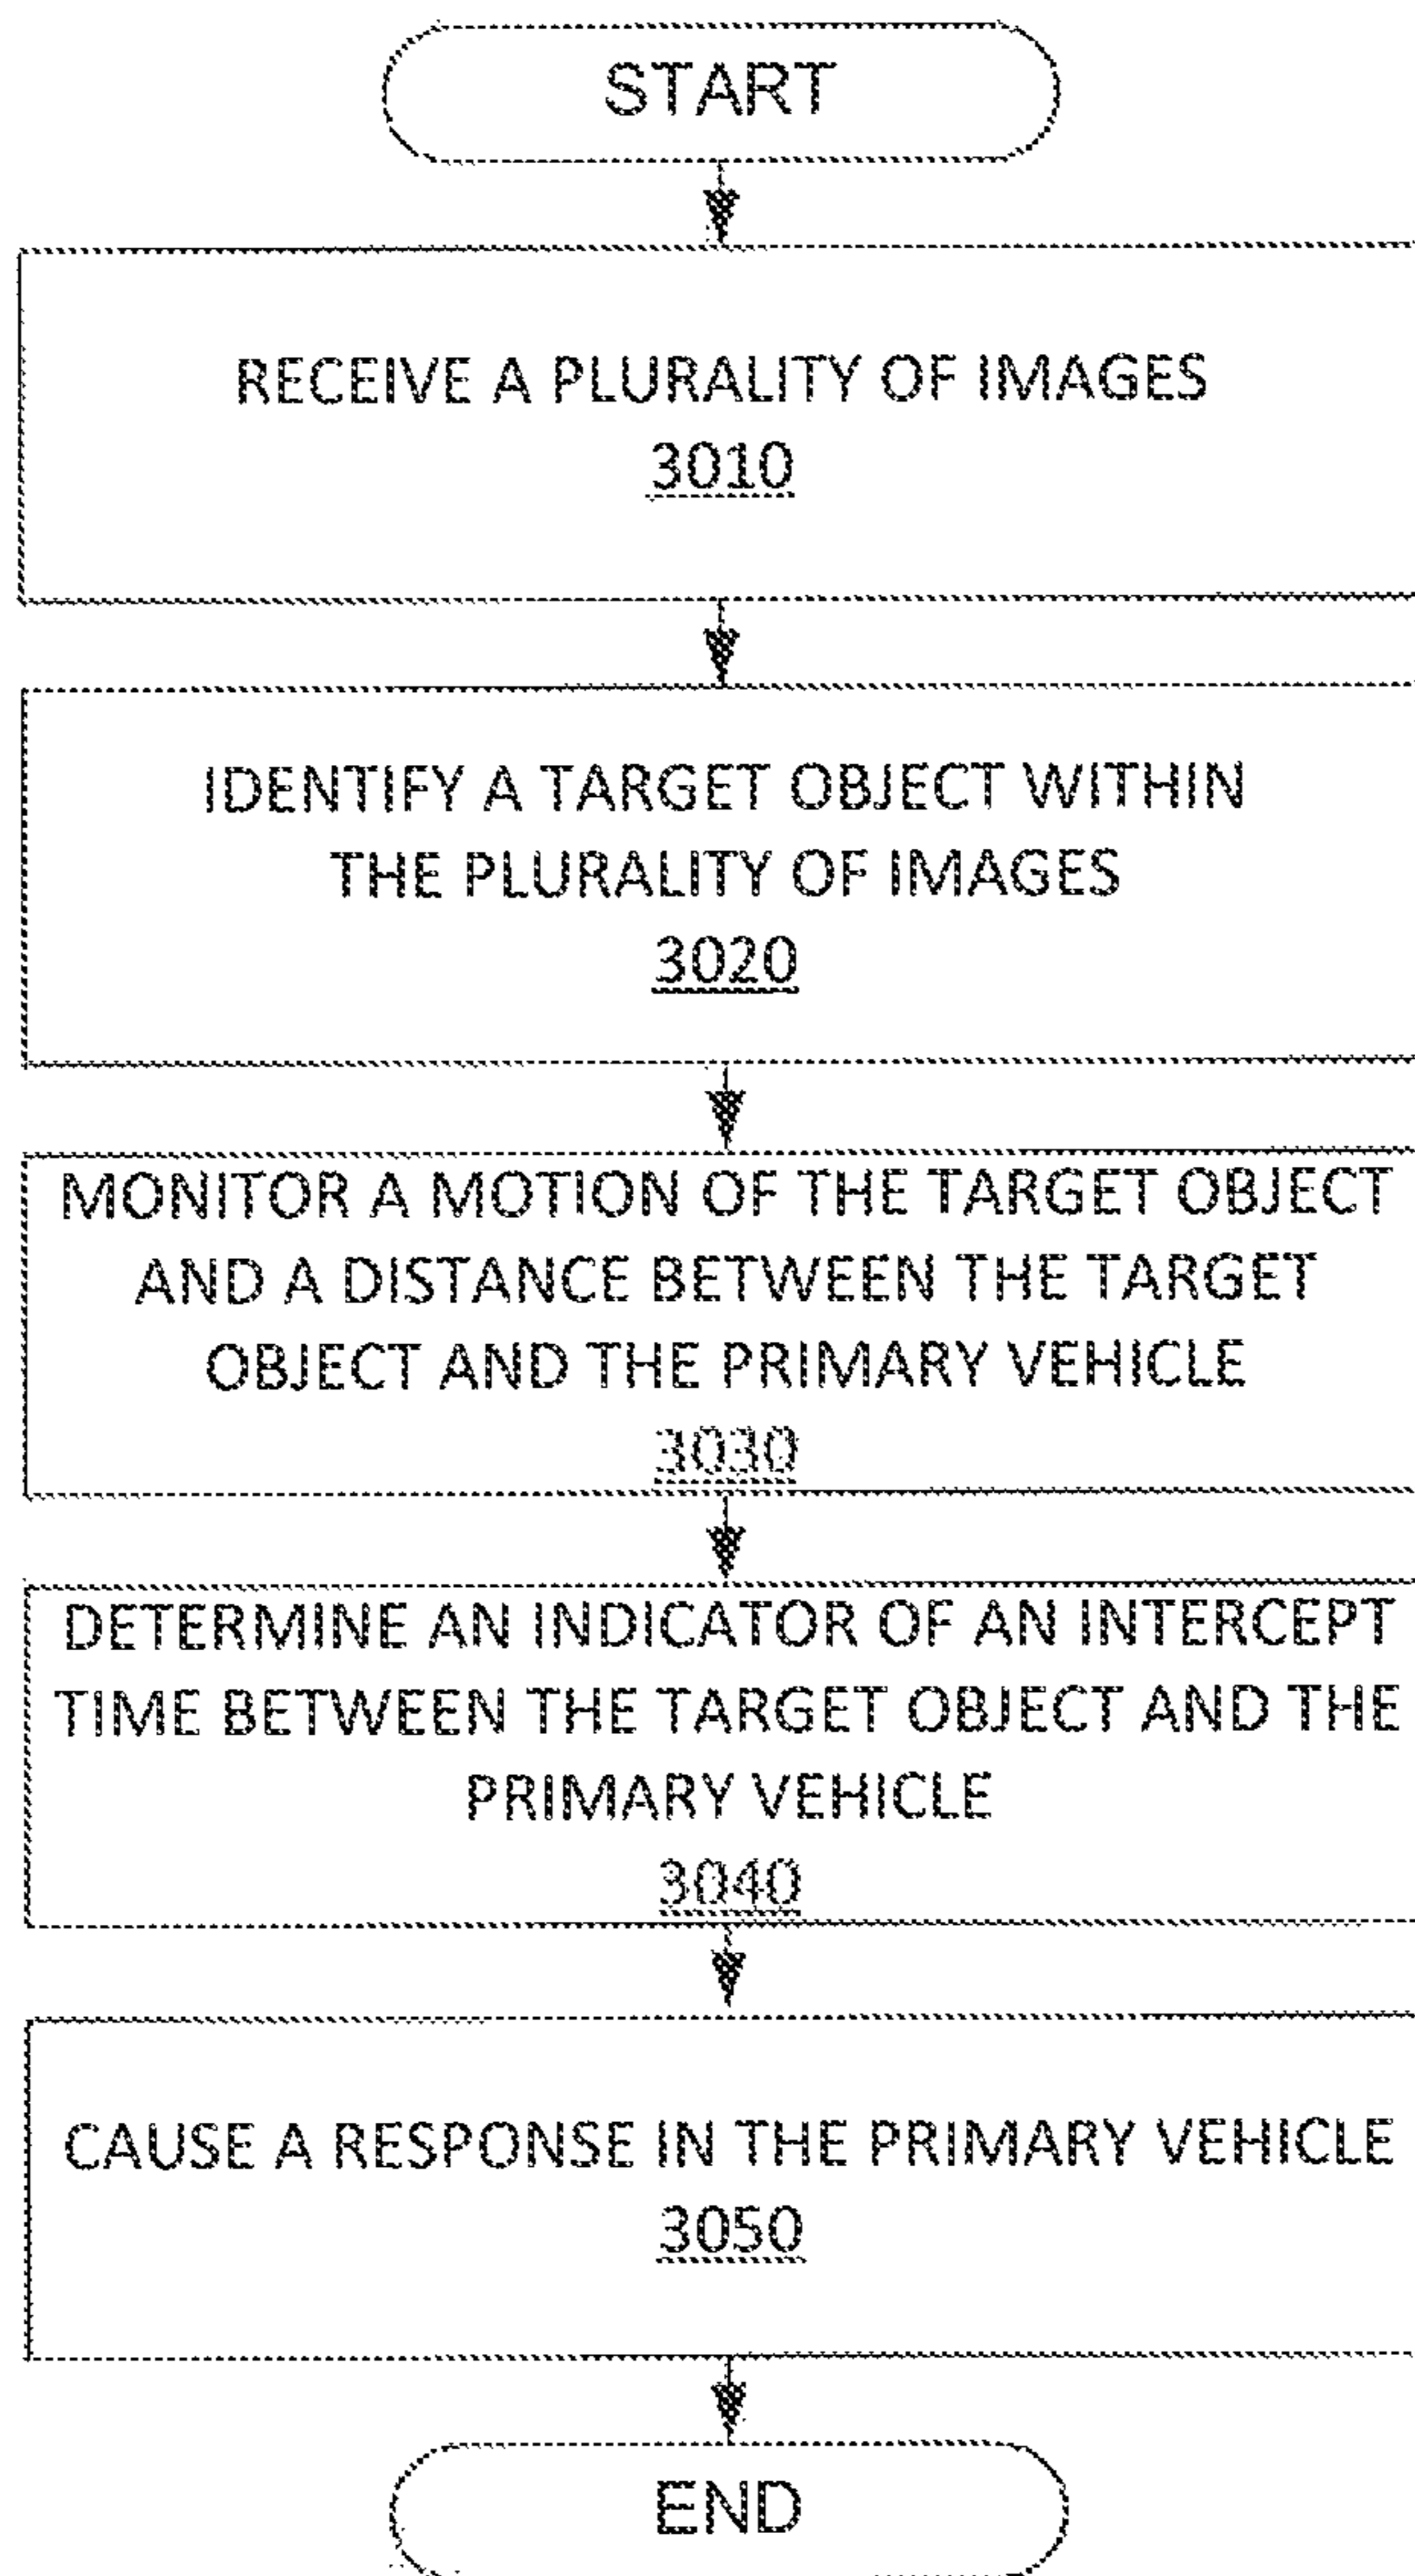 START
RECEIVE A PLURALITY OF IMAGES
3010
IDENTIFY A TARGET OBJECT WITHIN
THE PLURALITY OF IMAGES
3020
MONITOR A MOTION OF THE TARGET OBJECT
AND A DISTANCE BETWEEN THE TARGET
OBJECT AND THE PRIMARY VEHICLE
3030
DETERMINE AN INDICATOR OF AN INTERCEPT
TIME BETWEEN THE TARGET OBJECT AND THE
PRIMARY VEHICLE
3040
CAUSE A RESPONSE IN THE PRIMARY VEHICLE
3050
END